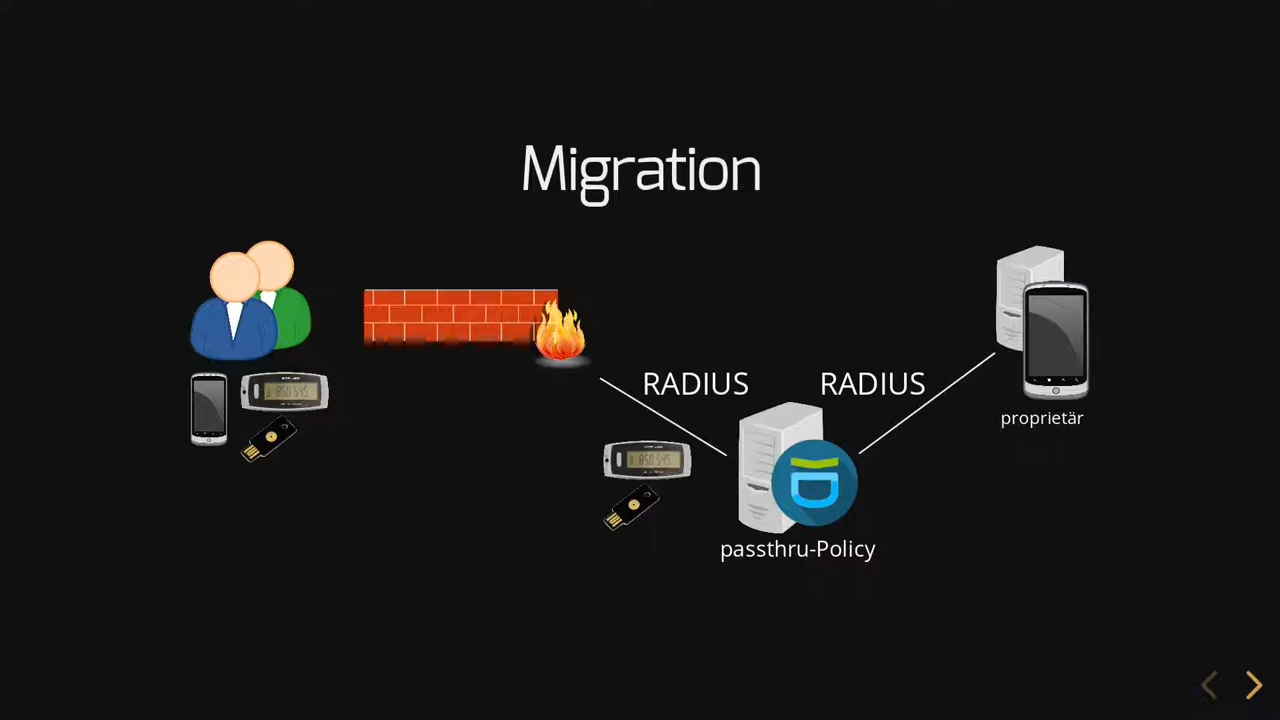 Migration
RADIUS
RADIUS
proprietär
passthru-Policy